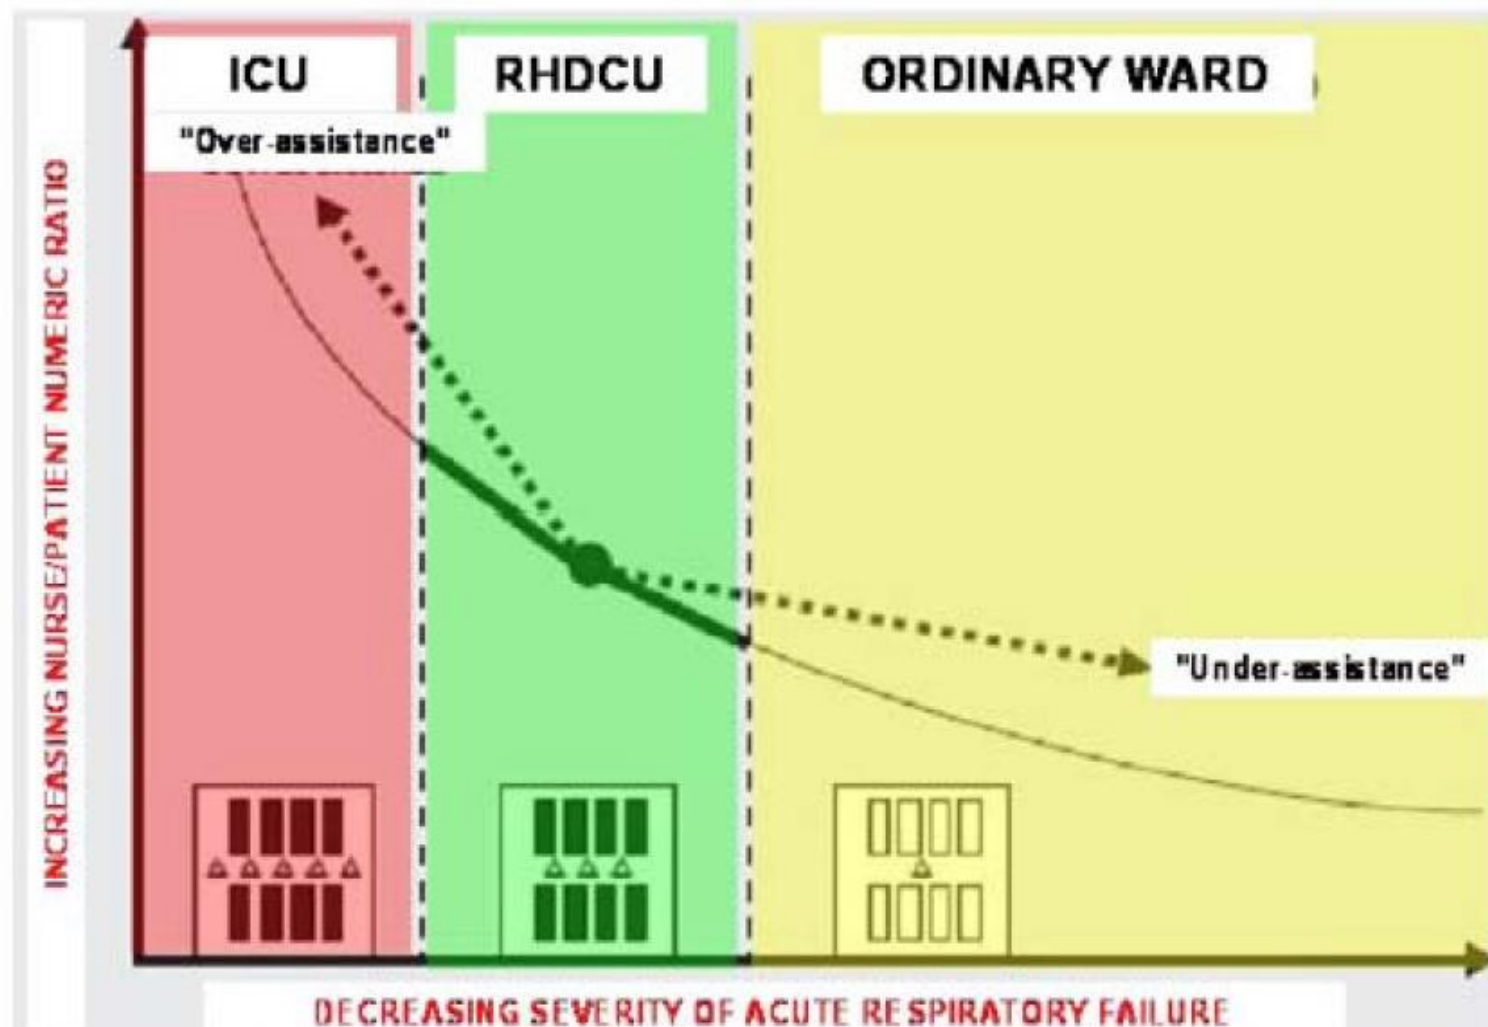 ICU
RHDCU
ORDINARY WARD
"Over-assistance"
INCREASING NURSE/PATIENT NUMERIC RATIO
"Under-assistance"
DECREASING SEVERITY OF ACUTE RESPIRATORY FAILURE